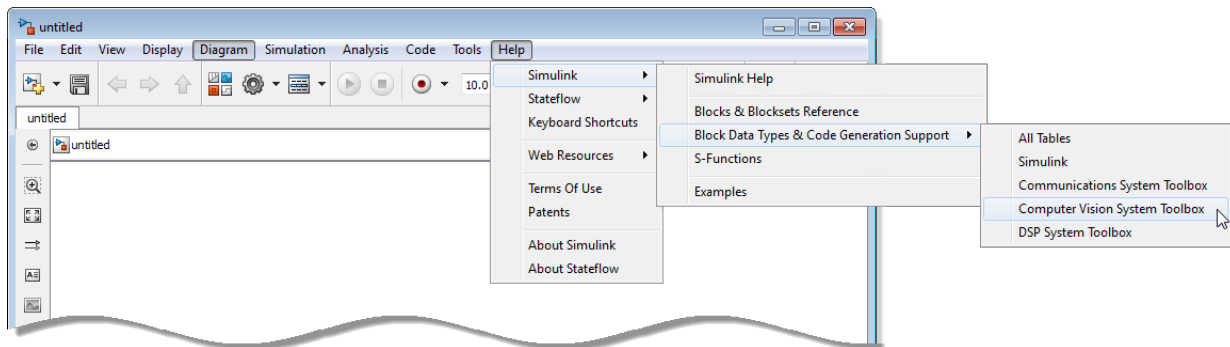 untitled
File Edit View Display Diagram Simulation Analysis Code Tools Help
10.0
untitled
untitled
Simulink
Stateflow
Keyboard Shortcuts
Web Resources
Terms Of Use
Patents
About Simulink
About Stateflow
Simulink Help
Blocks & Blocksets Reference
Block Data Types & Code Generation Support
S-Functions
Examples
All Tables
Simulink
Communications System Toolbox
Computer Vision System Toolbox
DSP System Toolbox